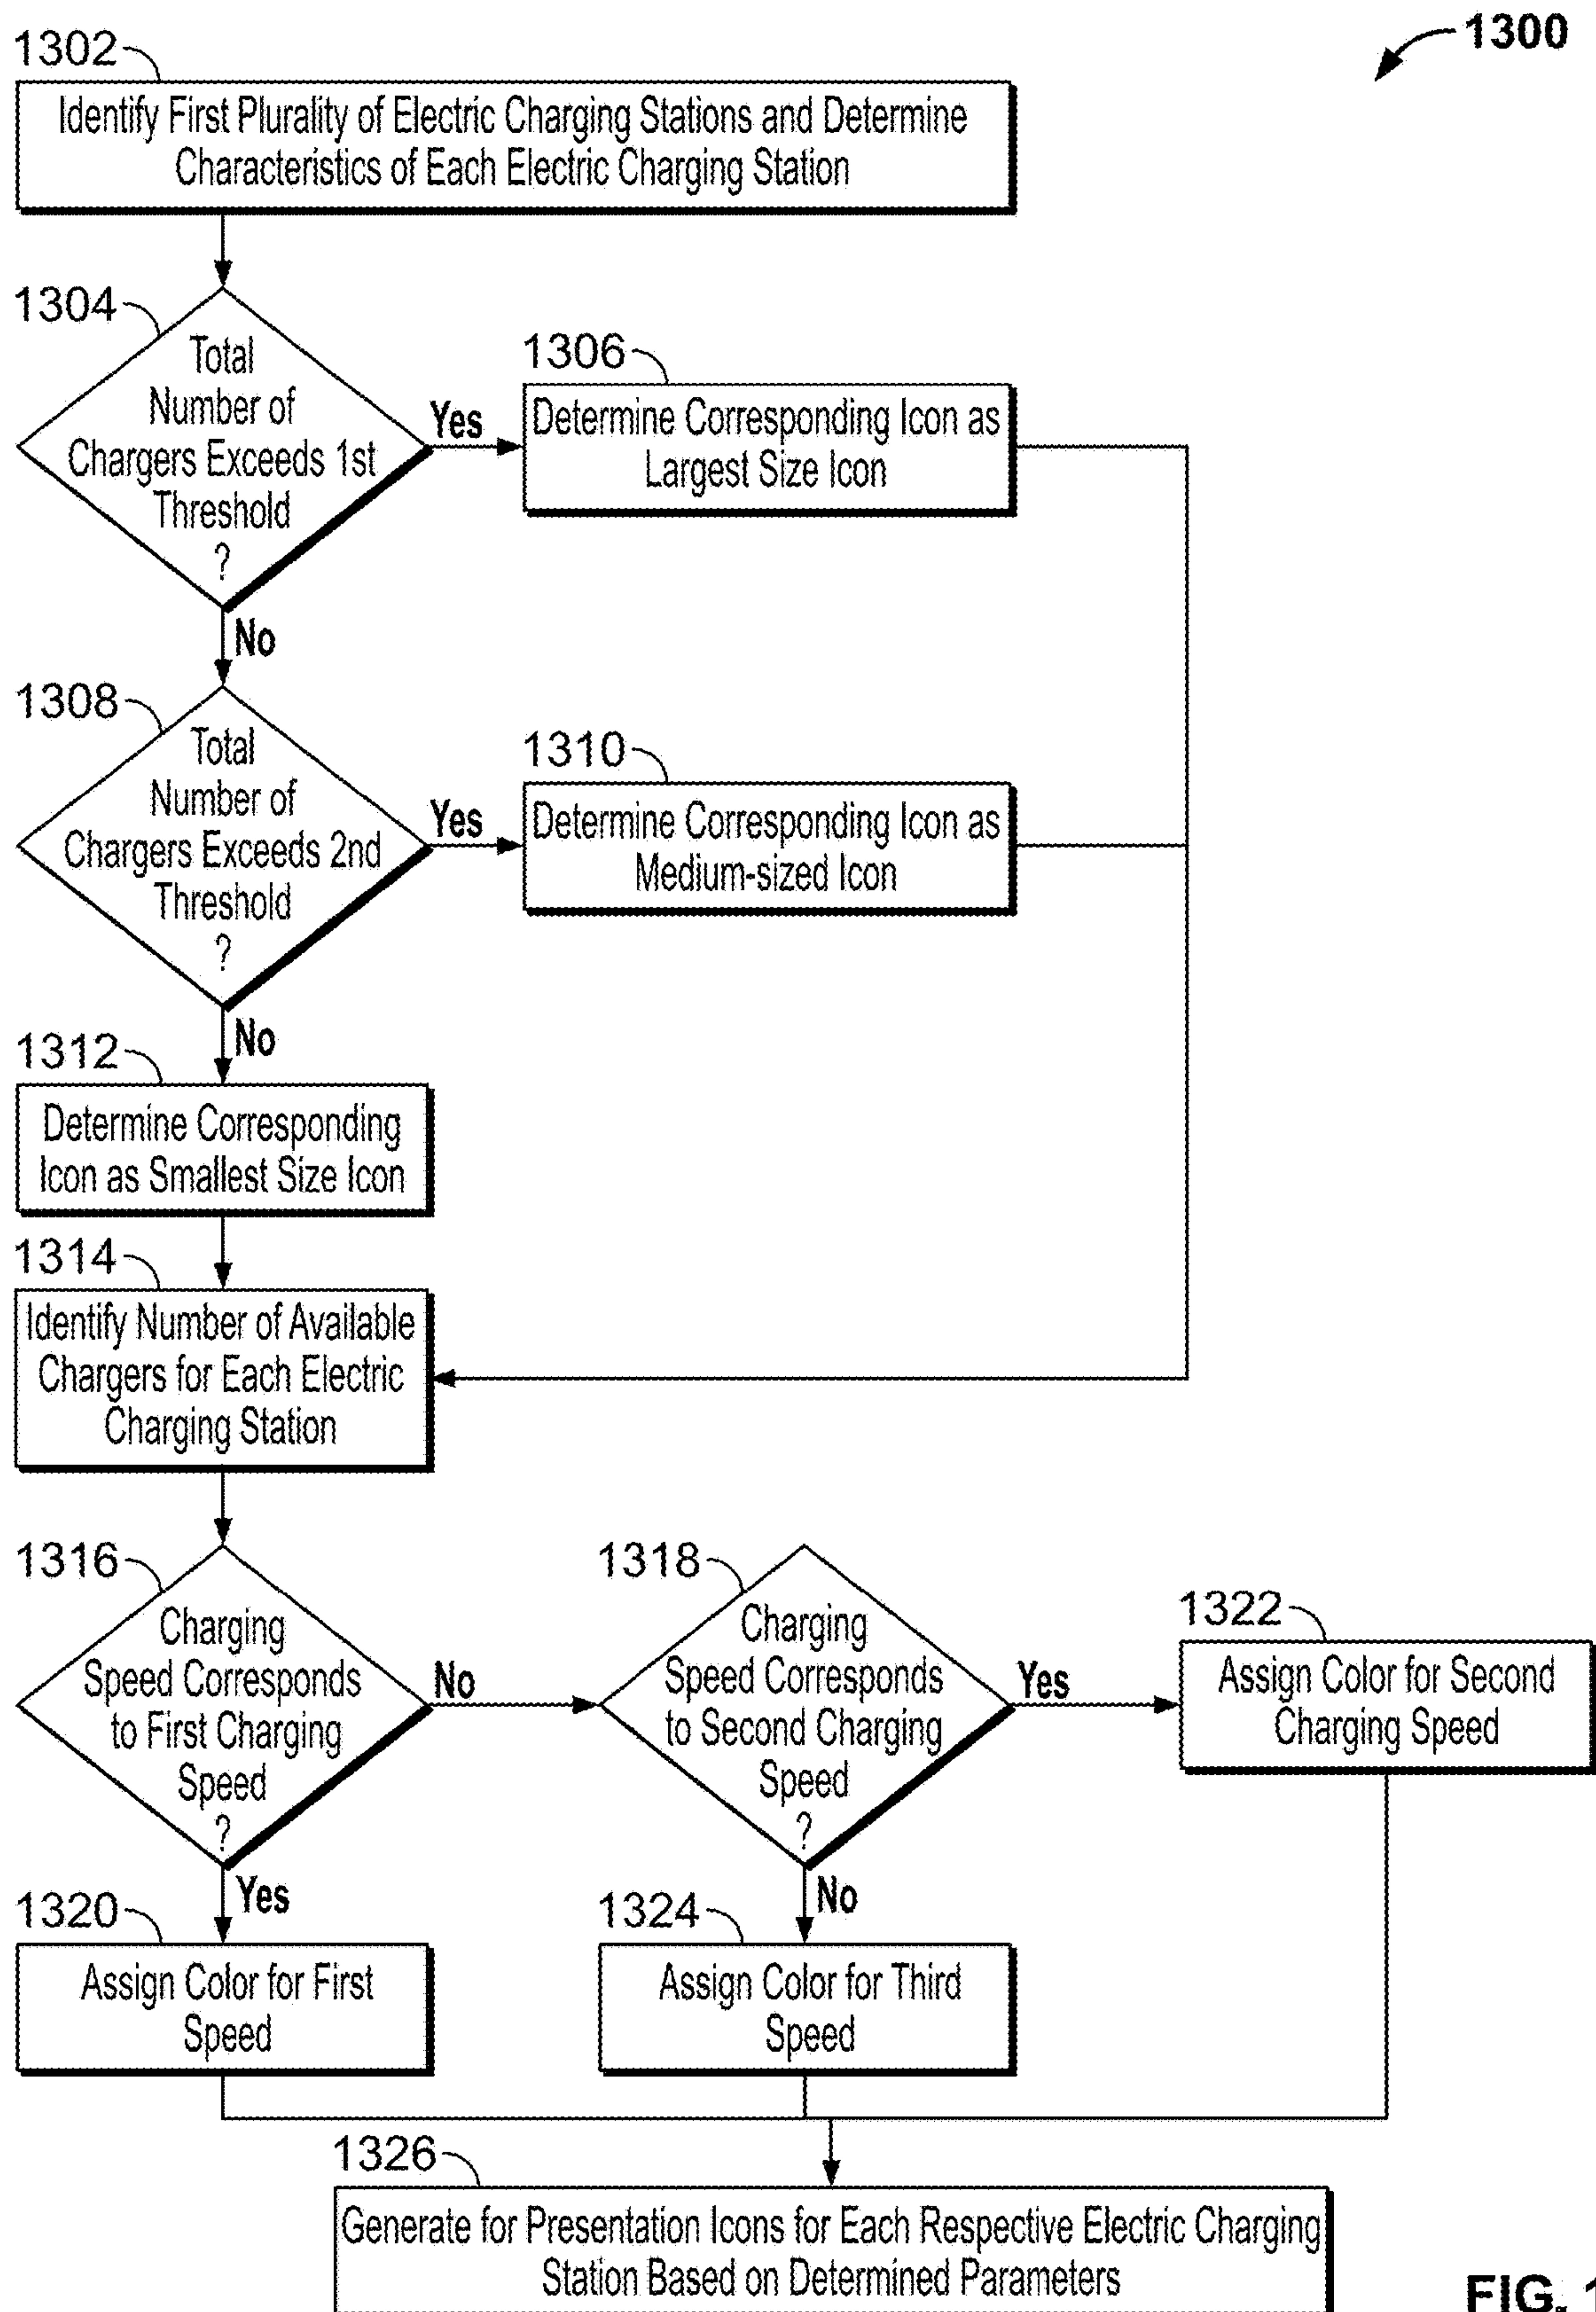 1300
1302
Identify First Plurality of Electric Charging Stations and Determine
Characteristics of Each Electric Charging Station
1304
Total
Number of
Chargers Exceeds 1st
Threshold
?
Yes
1306
Determine Corresponding Icon as
Largest Size Icon
No
1308
Total
Number of
Chargers Exceeds 2nd
Threshold
?
Yes
1310
Determine Corresponding Icon as
Medium-sized Icon
No
1312
Determine Corresponding
Icon as Smallest Size Icon
1314
Identify Number of Available
Chargers for Each Electric
Charging Station
1316
Charging
Speed Corresponds
to First Charging
Speed
?
No
1318
Charging
Speed Corresponds
to Second Charging
Speed
?
Yes
1322
Assign Color for Second
Charging Speed
Yes
1320
Assign Color for First
Speed
No
1324
Assign Color for Third
Speed
1326
Generate for Presentation Icons for Each Respective Electric Charging
Station Based on Determined Parameters
FIG.